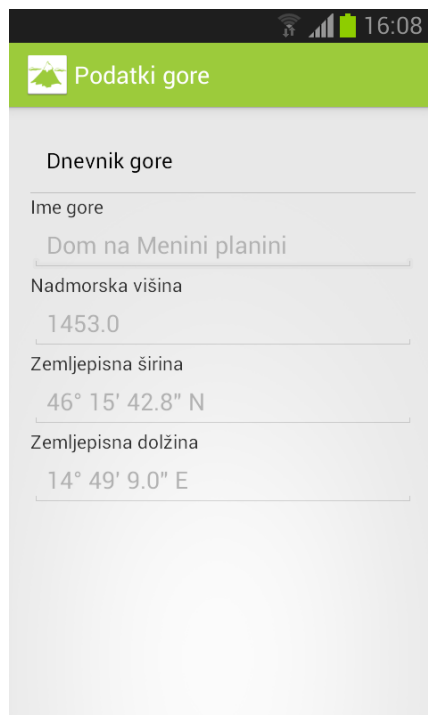 16:08
Podatki gore
Dnevnik gore
Ime gore
Dom na Menini planini
Nadmorska višina
1453.0
Zemljepisna širina
46° 15' 42.8" N
Zemljepisna dolžina
14° 49' 9.0" E